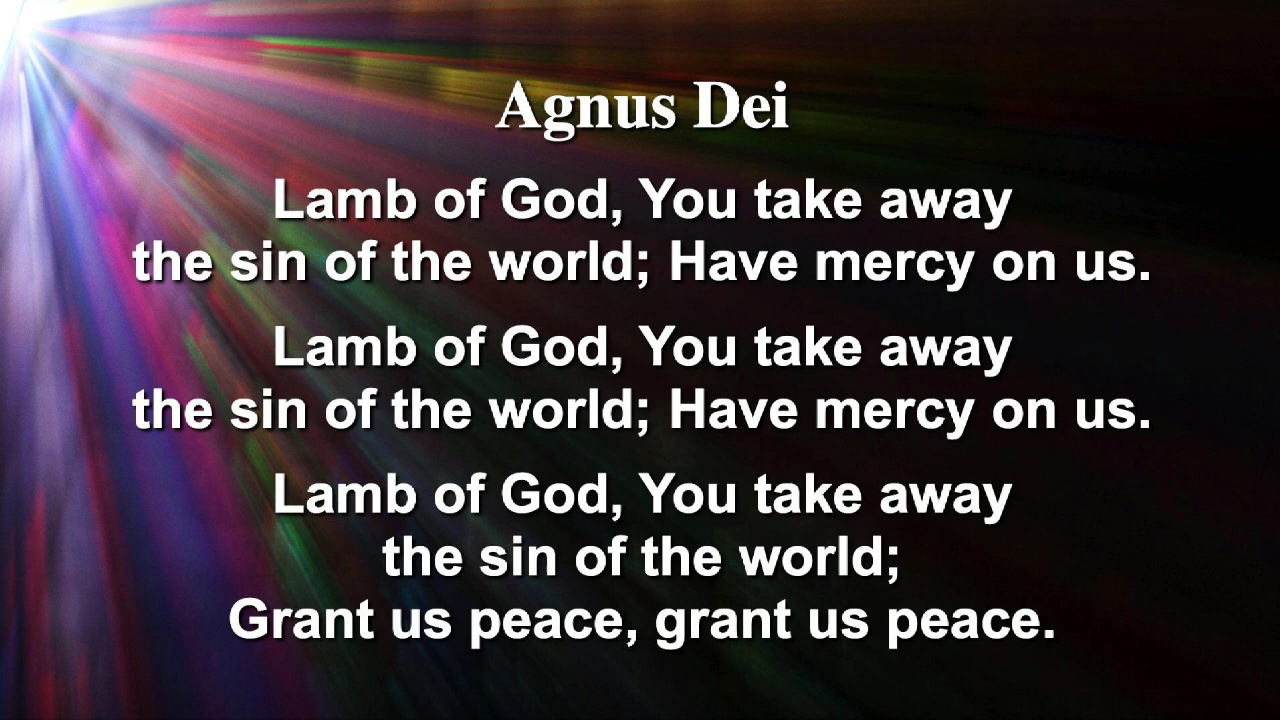 Agnus Dei
Lamb of God, You take away
the sin of the world; Have mercy on us.
Lamb of God, You take away
the sin of the world; Have mercy on us.
Lamb of God, You take away
the sin of the world;
Grant us peace, grant us peace.